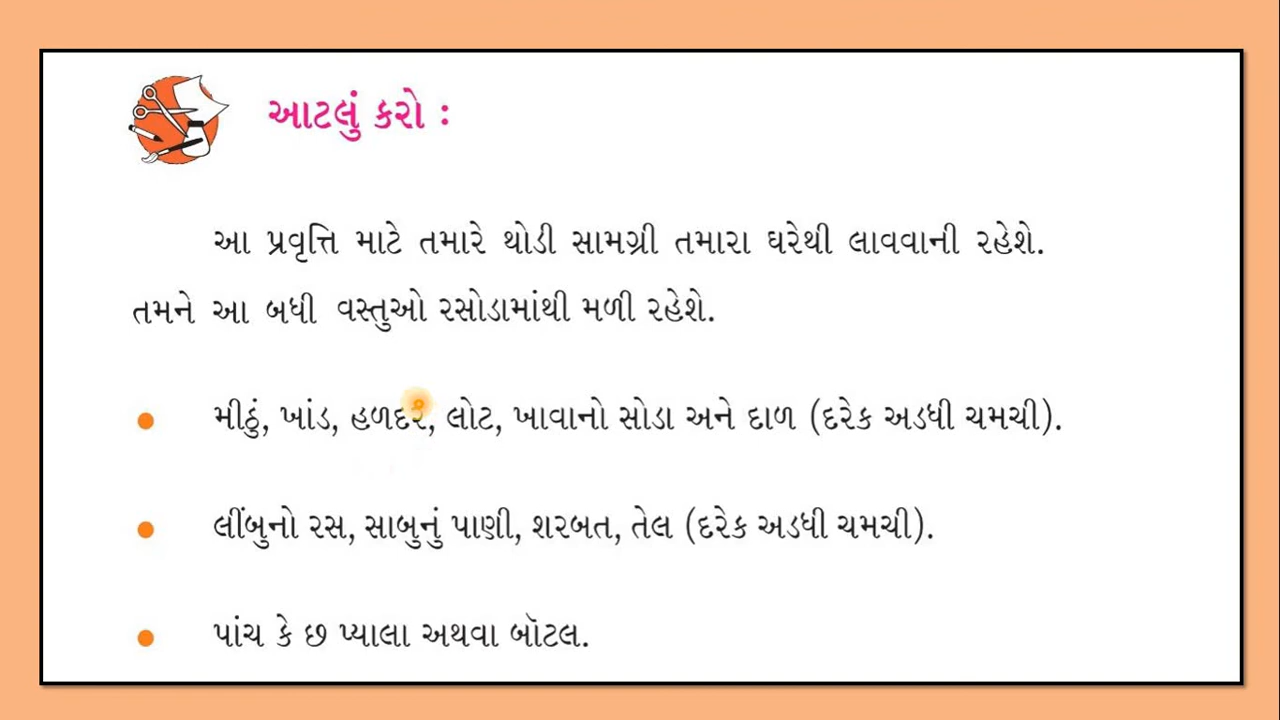 આટલું કરો :
આ પ્રવૃત્તિ માટે તમારે થોડી સામગ્રી તમારા ઘરેથી લાવવાની રહેશે.
તમને આ બધી વસ્તુઓ રસોડામાંથી મળી રહેશે.
મીઠું, ખાંડ, હળદર, લોટ, ખાવાનો સોડા અને દાળ (દરેક અડધી ચમચી).
લીંબુનો રસ, સાબુનું પાણી, શરબત, તેલ (દરેક અડધી ચમચી).
પાંચ કે છ પ્યાલા અથવા બૉટલ.